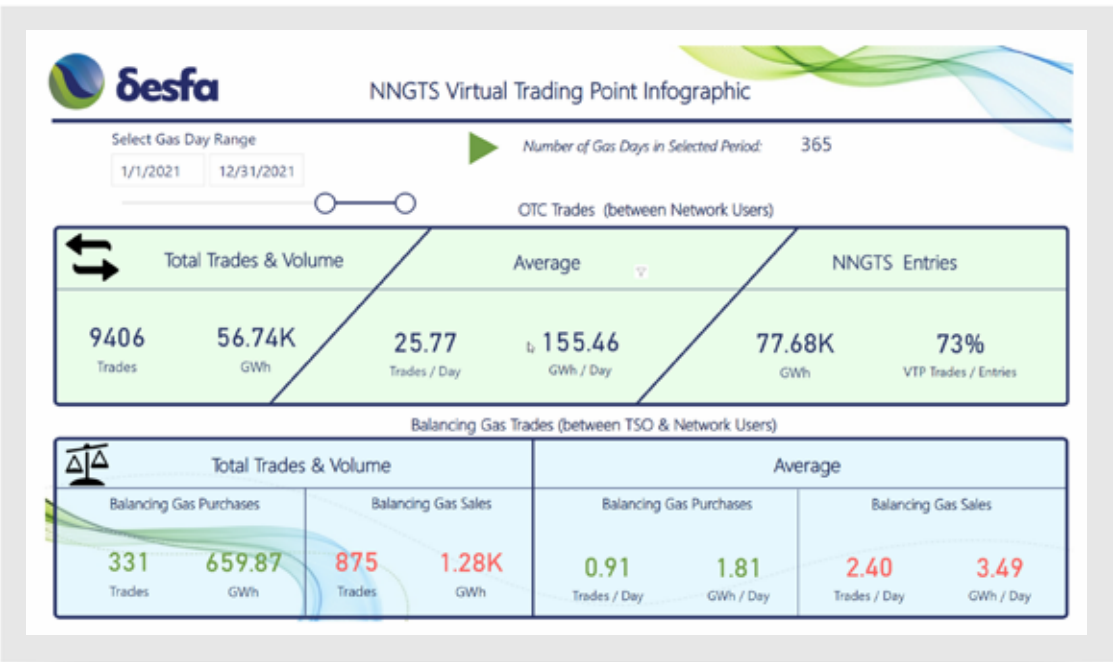 δesfa
NNGTS Virtual Trading Point Infographic
Select Gas Day Range
1/1/2021 12/31/2021
Number of Gas Days in Selected Period: 365
OTC Trades (between Network Users)
Total Trades & Volume
Average
NNGTS Entries
9406 56.74K
Trades GWh
25.77 155.46
Trades / Day GWh / Day
77.68K 73%
GWh VTP Trades / Entries
Balancing Gas Trades (between TSO & Network Users)
Total Trades & Volume
Average
Balancing Gas Purchases
Balancing Gas Sales
Balancing Gas Purchases
Balancing Gas Sales
331 659.87
Trades GWh
875 1.28K
Trades GWh
0.91 1.81
Trades / Day GWh / Day
2.40 3.49
Trades / Day GWh / Day